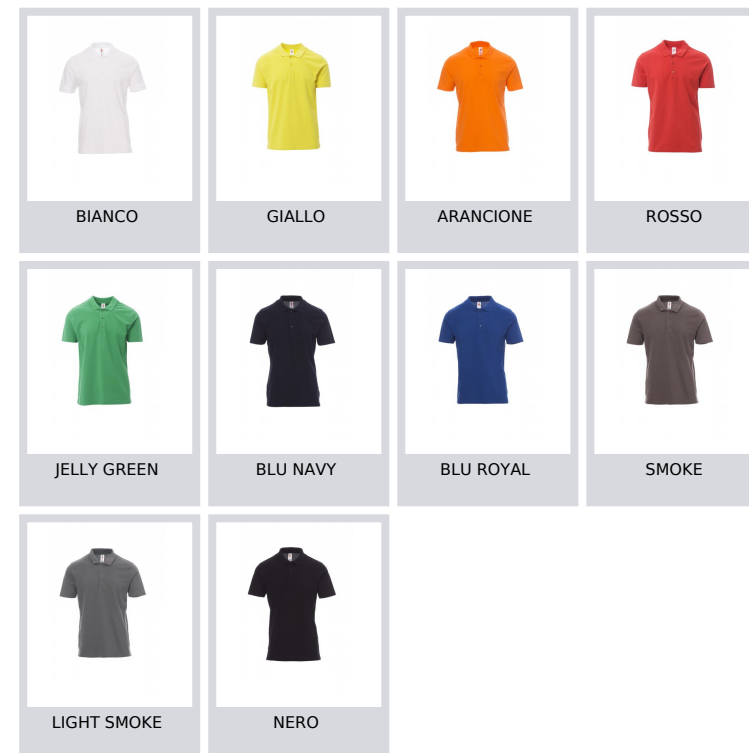 BIANCO
GIALLO
ARANCIONE
ROSSO
JELLY GREEN
BLU NAVY
BLU ROYAL
SMOKE
LIGHT SMOKE
NERO